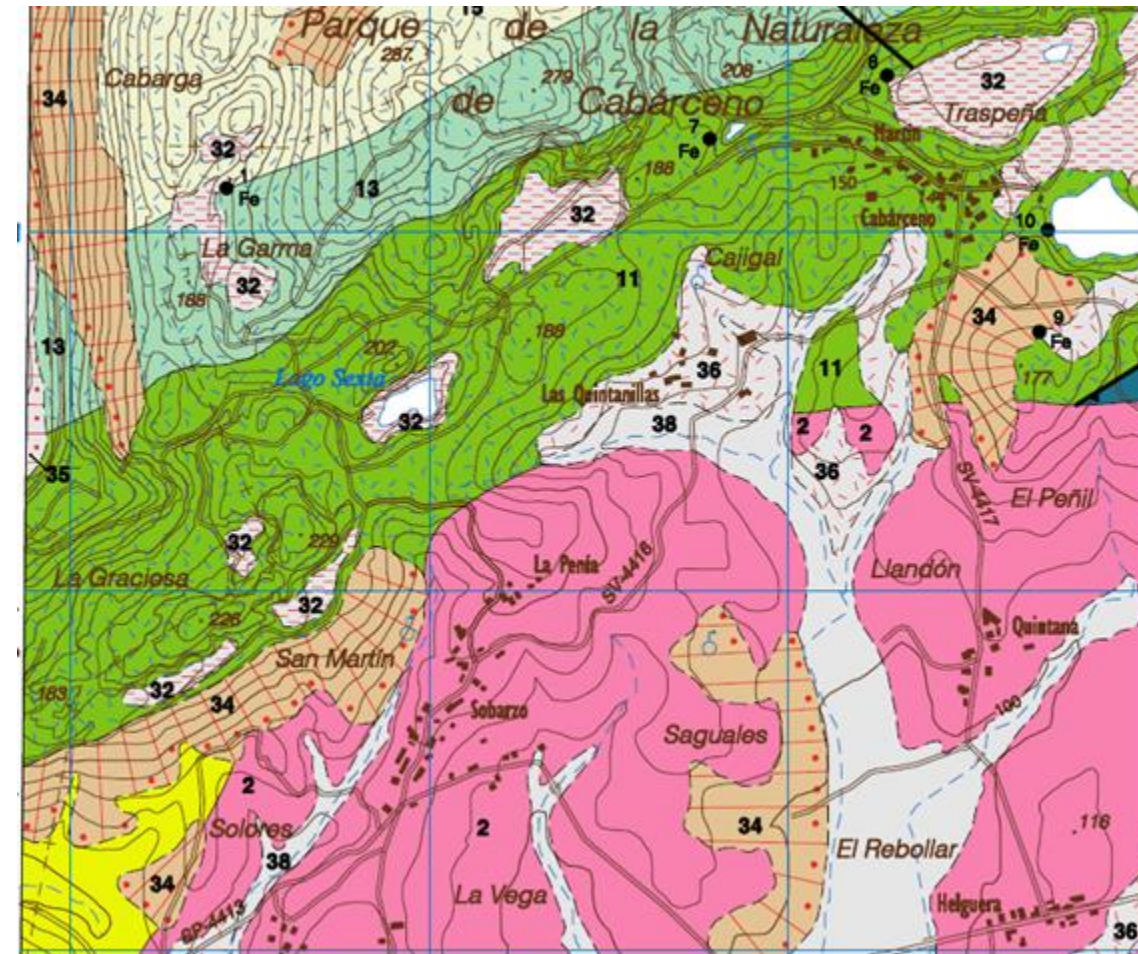 15
Parque de la Naturaleza
287
Cabarga
279
208
8
Fe
32
34
de Cabárceno
Traspeña
7
Fe
Martín
32
188
1
Fe
13
150
32
Cabárceno
10
Fe
La Garma
Cajigal
32
11
188
34
9
Fe
188
13
202
36
11
177
Lago Sexta
Las Quintanillas
32
38
2
2
35
36
SV-4417
El Peñil
32
229
La Penía
SV-4416
Llandón
La Graciosa
32
226
Quintana
San Martín
183
32
34
100
Sobarzo
Saguales
2
116
Solores
2
34
El Rebollar
38
34
La Vega
Helguera
SP-4413
36